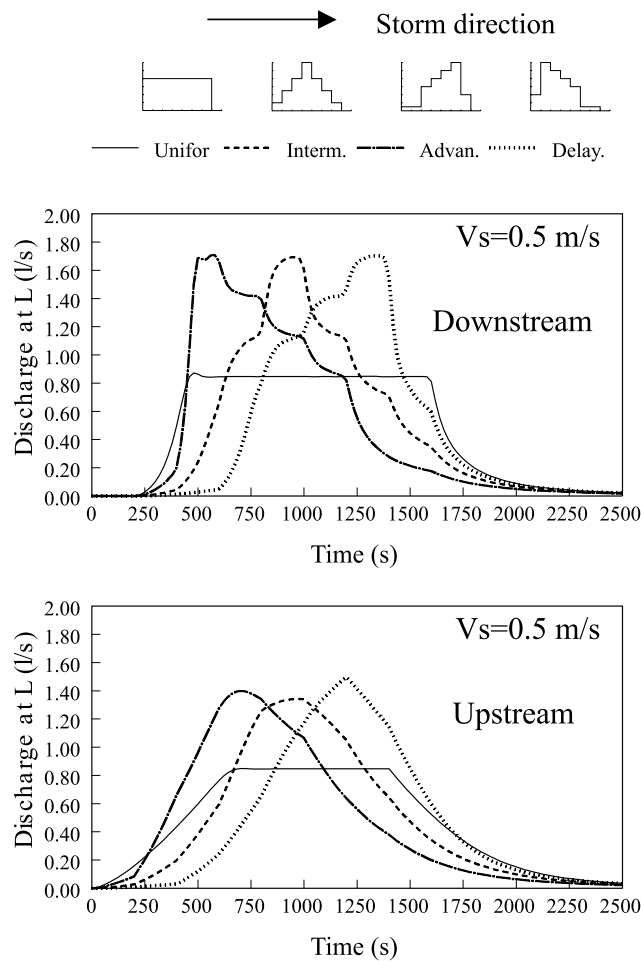 Storm direction
Unifor Interm. Advan. Delay.
2.00
1.80
1.60
1.40
1.20
1.00
0.80
0.60
0.40
0.20
0.00
Discharge at L (l/s)
Vs=0.5 m/s
Downstream
0 250 500 750 1000 1250 1500 1750 2000 2250 2500
Time (s)
2.00
1.80
1.60
1.40
1.20
1.00
0.80
0.60
0.40
0.20
0.00
Discharge at L (l/s)
Vs=0.5 m/s
Upstream
0 250 500 750 1000 1250 1500 1750 2000 2250 2500
Time (s)